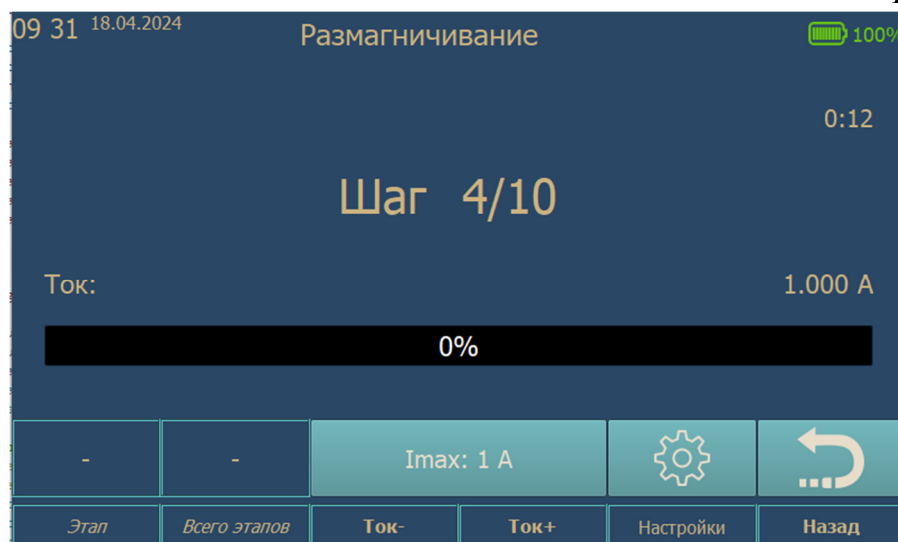 09 31 18.04.2024 Размагничивание 100%
0:12
Шаг 4/10
Ток: 1.000 А
0%
- - Imax: 1 А
Этап Всего этапов Ток- Ток+ Настройки Назад